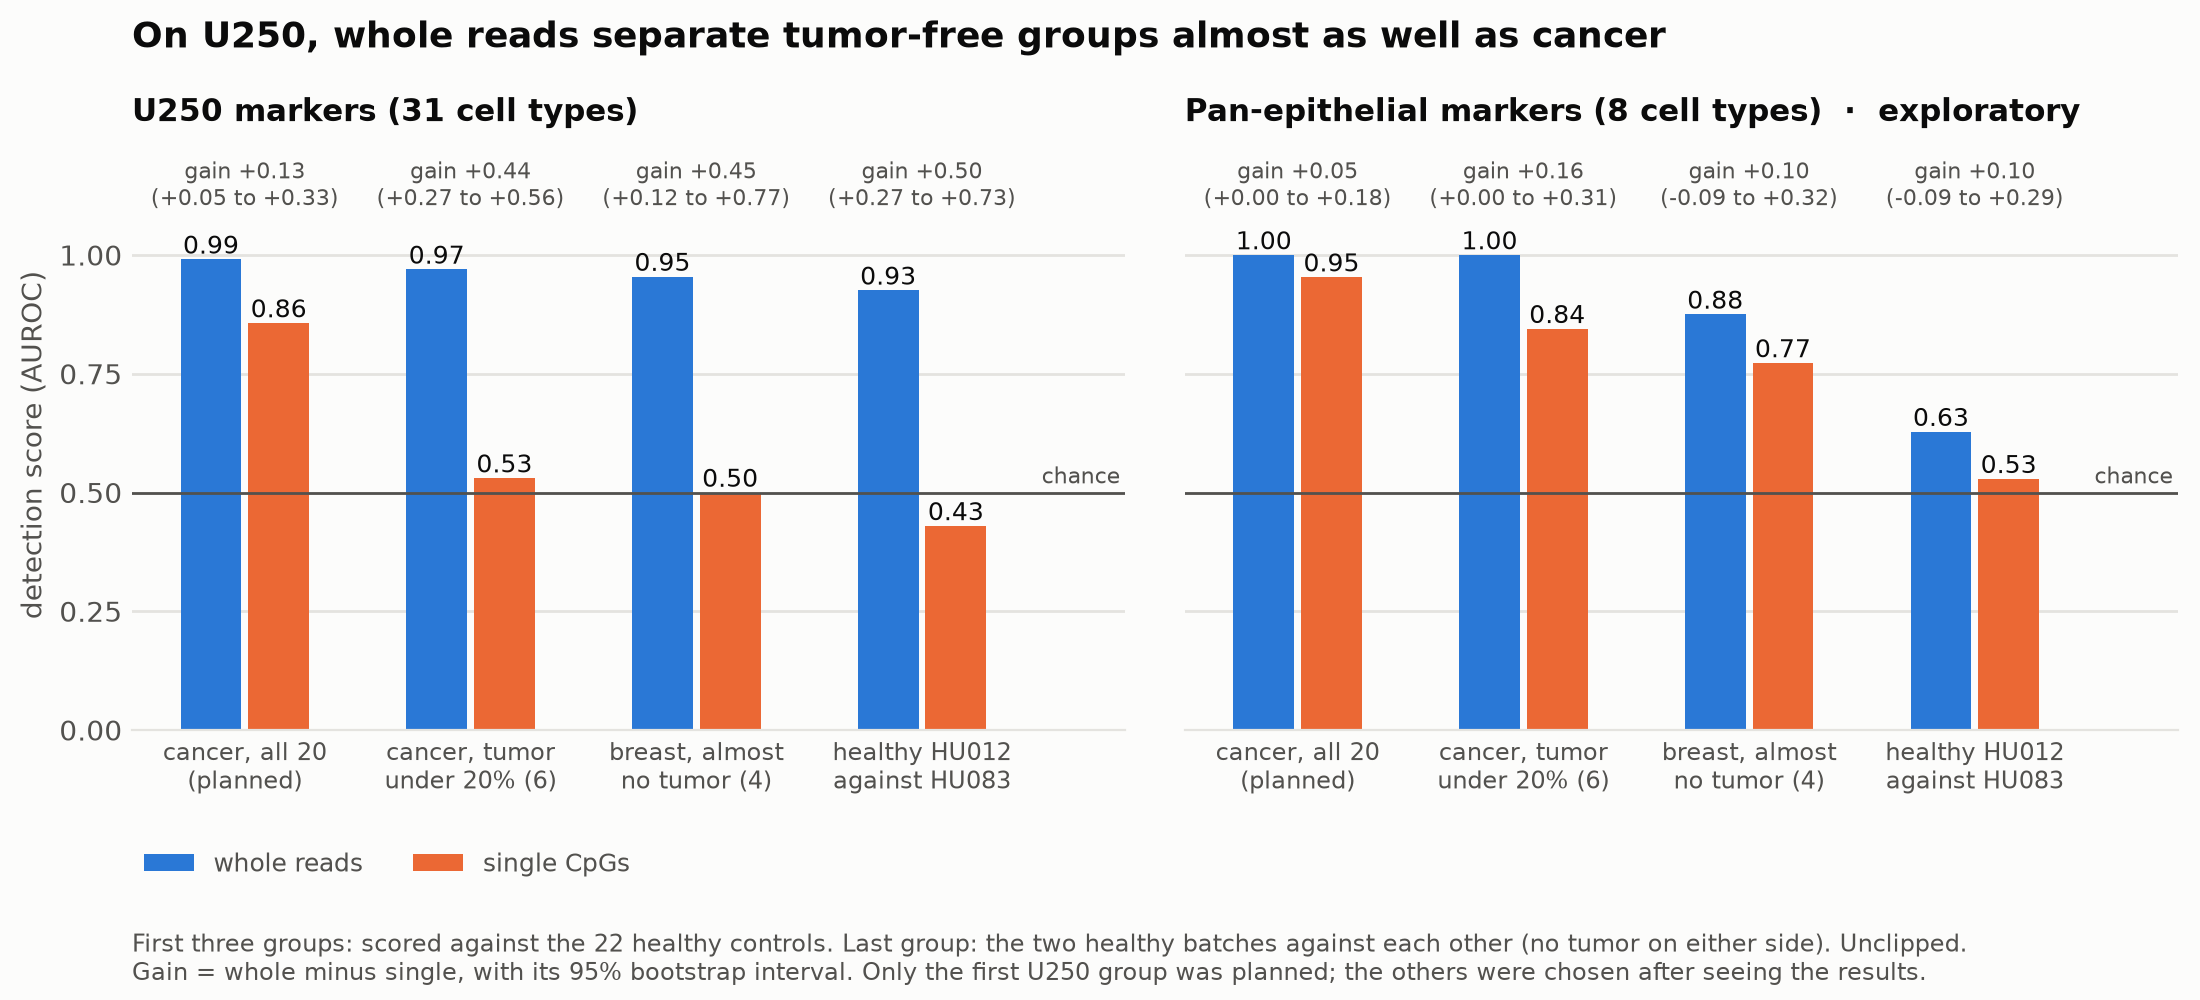 On U250, whole reads separate tumor-free groups almost as well as cancer
U250 markers (31 cell types)
gain +0.13
(+0.05 to +0.33)
gain +0.44
(+0.27 to +0.56)
gain +0.45
(+0.12 to +0.77)
gain +0.50
(+0.27 to +0.73)
detection score (AUROC)
1.00
0.75
0.50
0.25
0.00
0.99
0.86
0.97
0.53
0.95
0.50
0.93
0.43
chance
cancer, all 20
(planned)
cancer, tumor
under 20% (6)
breast, almost
no tumor (4)
healthy HU012
against HU083
Pan-epithelial markers (8 cell types) · exploratory
gain +0.05
(+0.00 to +0.18)
gain +0.16
(+0.00 to +0.31)
gain +0.10
(-0.09 to +0.32)
gain +0.10
(-0.09 to +0.29)
1.00
0.95
1.00
0.84
0.88
0.77
0.63
0.53
chance
cancer, all 20
(planned)
cancer, tumor
under 20% (6)
breast, almost
no tumor (4)
healthy HU012
against HU083
whole reads
single CpGs
First three groups: scored against the 22 healthy controls. Last group: the two healthy batches against each other (no tumor on either side). Unclipped.
Gain = whole minus single, with its 95% bootstrap interval. Only the first U250 group was planned; the others were chosen after seeing the results.